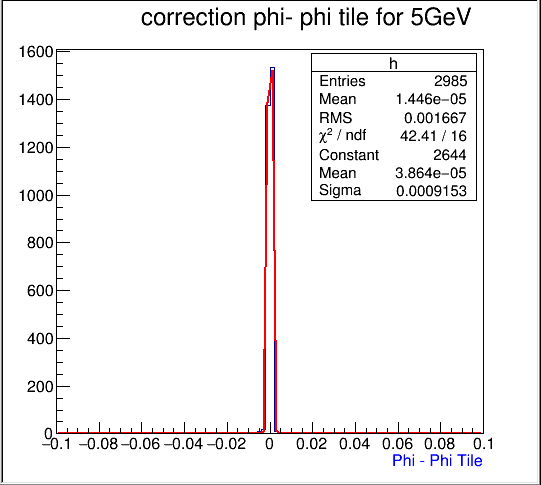 correction phi- phi tile for 5GeV
h
Entries 2985
Mean 1.446e−05
RMS 0.001667
χ² / ndf 42.41 / 16
Constant 2644
Mean 3.864e−05
Sigma 0.0009153
1600
1400
1200
1000
800
600
400
200
0
−0.1 −0.08 −0.06 −0.04 −0.02 0 0.02 0.04 0.06 0.08 0.1
Phi - Phi Tile